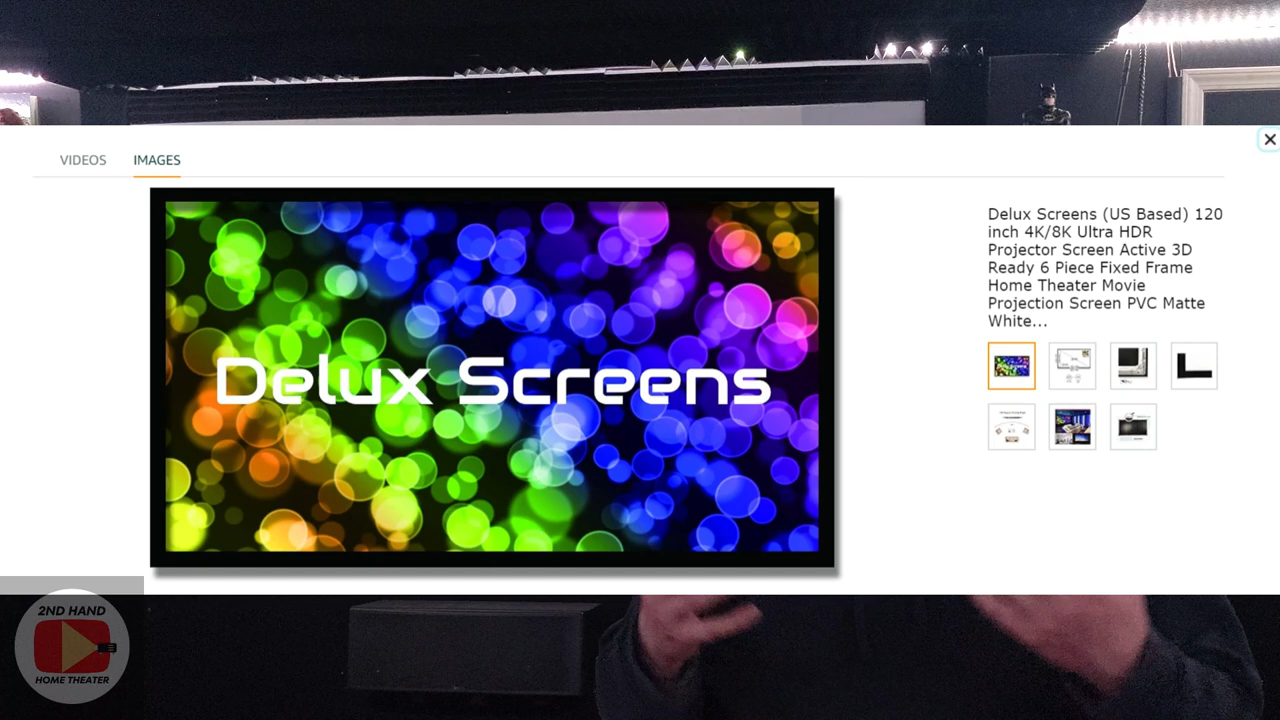 VIDEOS
IMAGES
Delux Screens
Delux Screens (US Based) 120
inch 4K/8K Ultra HDR
Projector Screen Active 3D
Ready 6 Piece Fixed Frame
Home Theater Movie
Projection Screen PVC Matte
White...
2ND HAND
HOME THEATER